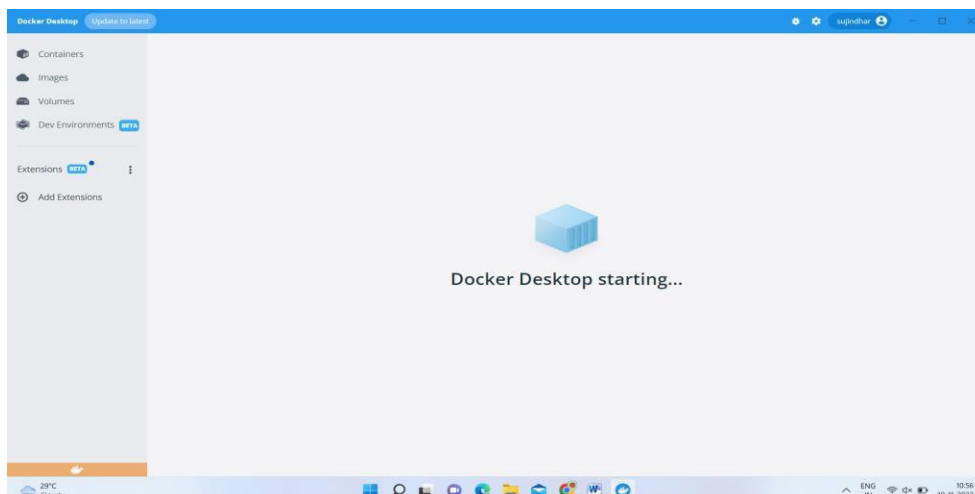 Docker Desktop Update to latest sujindhar
Containers
Images
Volumes
Dev Environments BETA
Extensions BETA
Add Extensions
Docker Desktop starting...
29°C
ENG
10:56